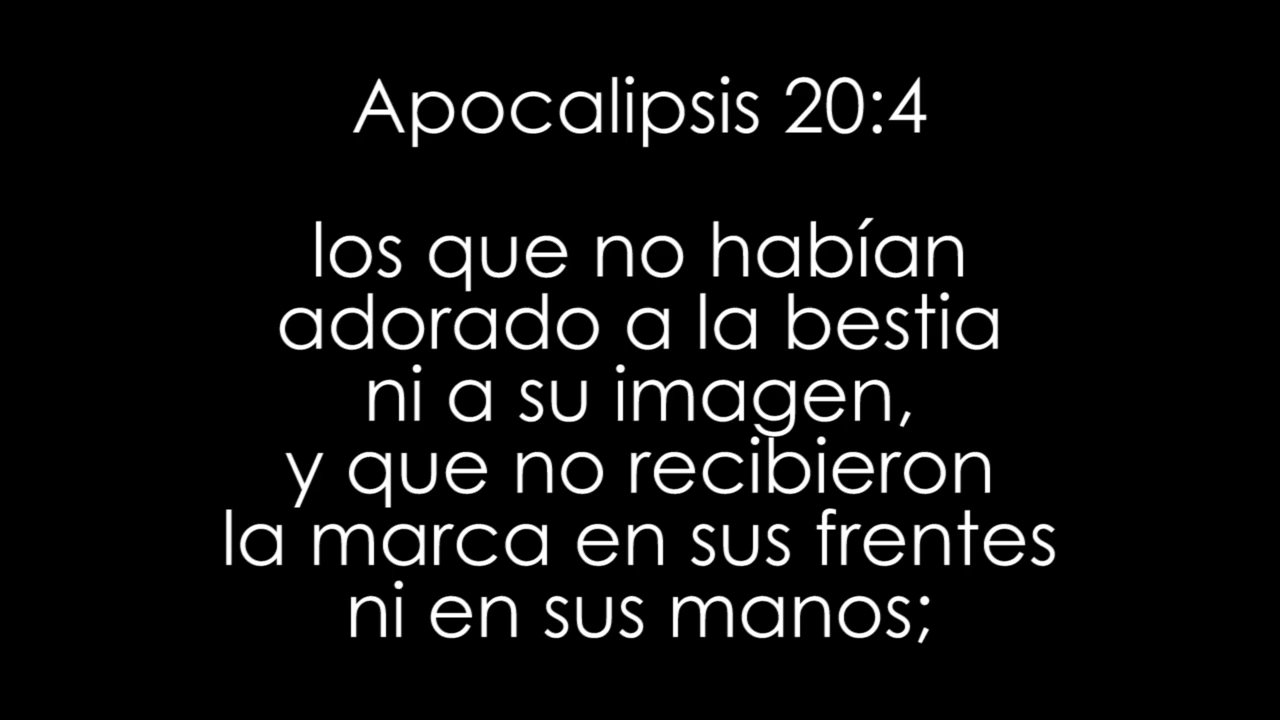 Apocalipsis 20:4
los que no habían
adorado a la bestia
ni a su imagen,
y que no recibieron
la marca en sus frentes
ni en sus manos;